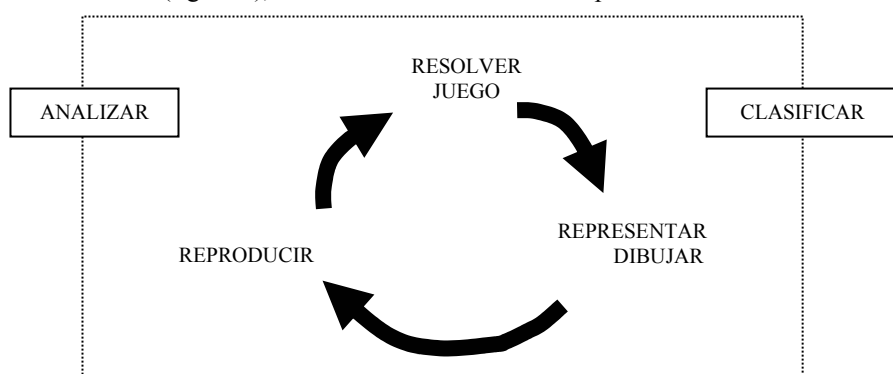 RESOLVER
JUEGO
ANALIZAR
CLASIFICAR
REPRESENTAR
DIBUJAR
REPRODUCIR